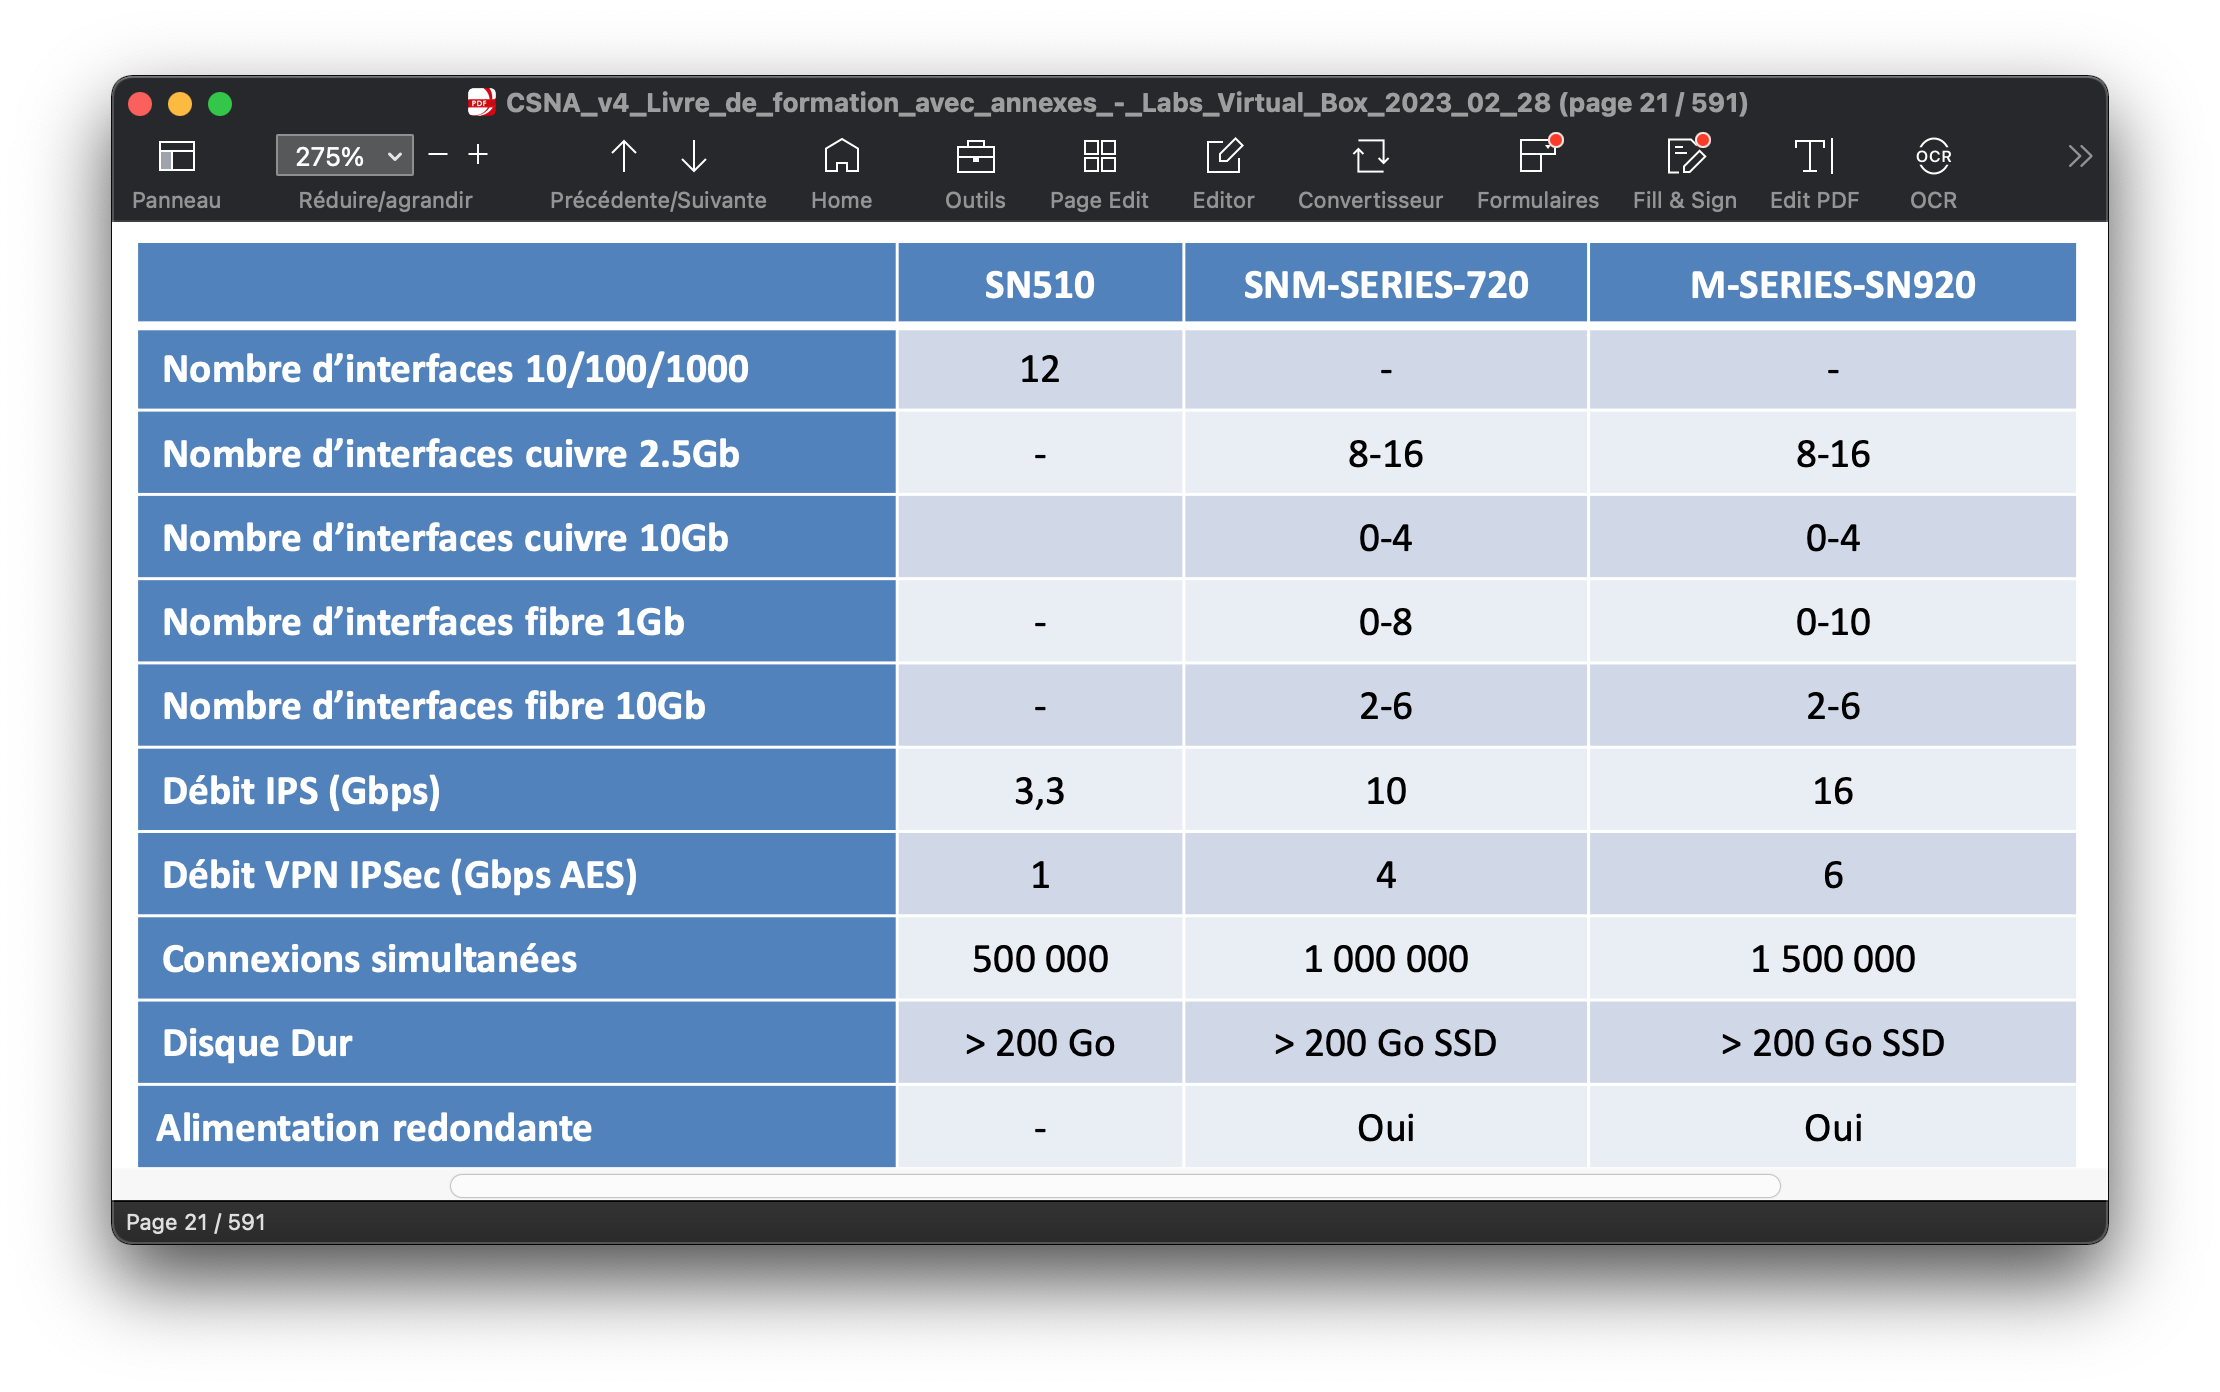 CSNA_v4_Livre_de_formation_avec_annexes_-_Labs_Virtual_Box_2023_02_28 (page 21 / 591)
275%
OCR
Panneau Réduire/agrandir Précédente/Suivante Home Outils Page Edit Editor Convertisseur Formulaires Fill & Sign Edit PDF OCR
SN510 SNM-SERIES-720 M-SERIES-SN920
Nombre d’interfaces 10/100/1000 12 - -
Nombre d’interfaces cuivre 2.5Gb - 8-16 8-16
Nombre d’interfaces cuivre 10Gb 0-4 0-4
Nombre d’interfaces fibre 1Gb - 0-8 0-10
Nombre d’interfaces fibre 10Gb - 2-6 2-6
Débit IPS (Gbps) 3,3 10 16
Débit VPN IPSec (Gbps AES) 1 4 6
Connexions simultanées 500 000 1 000 000 1 500 000
Disque Dur > 200 Go > 200 Go SSD > 200 Go SSD
Alimentation redondante - Oui Oui
Page 21 / 591